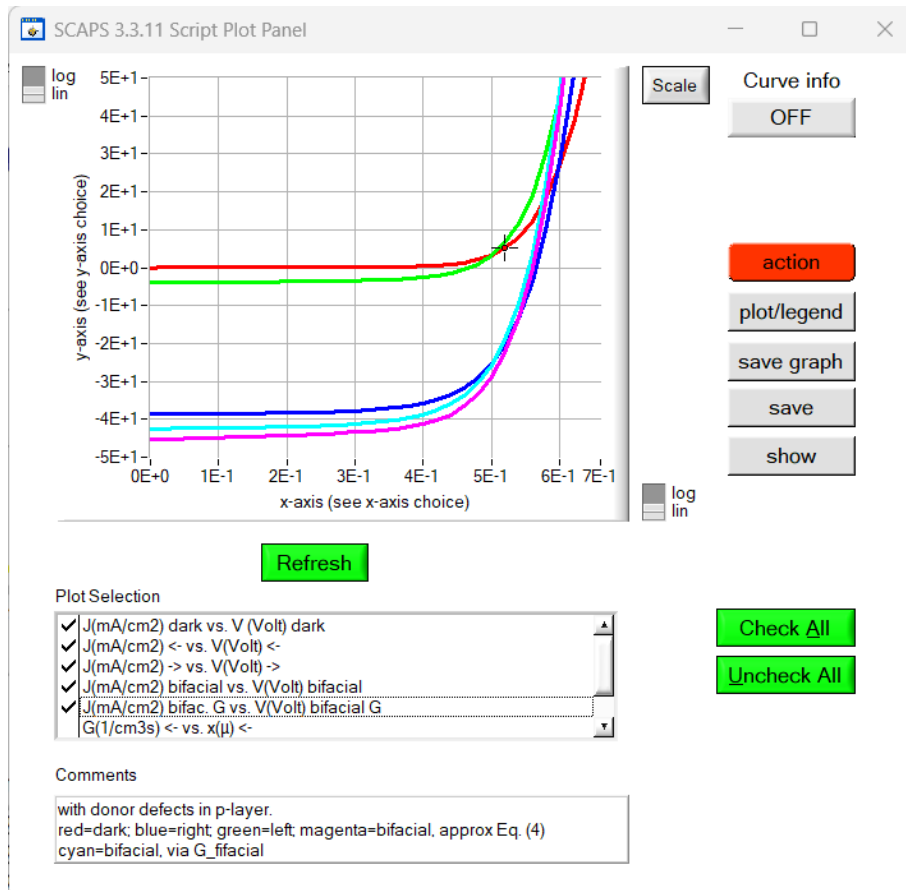 SCAPS 3.3.11 Script Plot Panel
log
lin
5E+1
4E+1
3E+1
2E+1
1E+1
0E+0
-1E+1
-2E+1
-3E+1
-4E+1
-5E+1
y-axis (see y-axis choice)
0E+0 1E-1 2E-1 3E-1 4E-1 5E-1 6E-1 7E-1
x-axis (see x-axis choice)
log
lin
Scale
Curve info
OFF
action
plot/legend
save graph
save
show
Refresh
Plot Selection
J(mA/cm2) dark vs. V (Volt) dark
J(mA/cm2) <- vs. V(Volt) <-
J(mA/cm2) -> vs. V(Volt) ->
J(mA/cm2) bifacial vs. V(Volt) bifacial
J(mA/cm2) bifac. G vs. V(Volt) bifacial G
G(1/cm3s) <- vs. x(µ) <-
Check All
Uncheck All
Comments
with donor defects in p-layer.
red=dark; blue=right; green=left; magenta=bifacial, approx Eq. (4)
cyan=bifacial, via G_fifacial